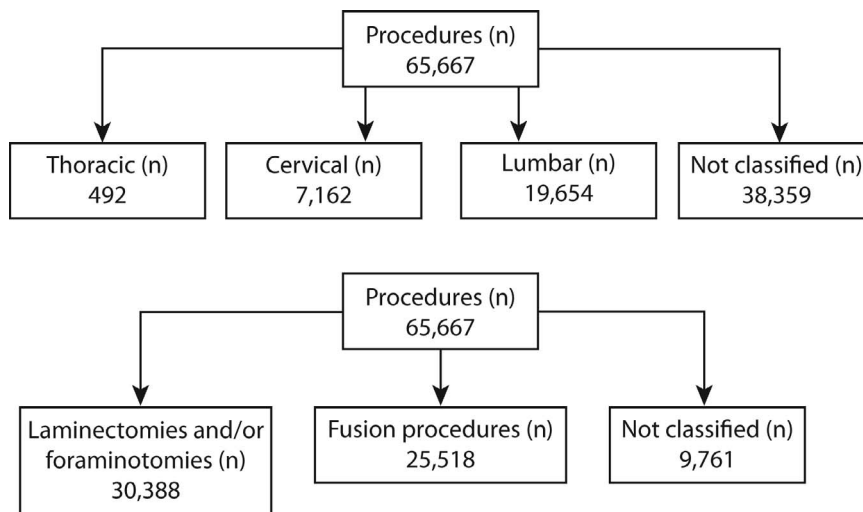 Procedures (n)
65,667
Thoracic (n)
492
Cervical (n)
7,162
Lumbar (n)
19,654
Not classified (n)
38,359
Procedures (n)
65,667
Laminectomies and/or
foraminotomies (n)
30,388
Fusion procedures (n)
25,518
Not classified (n)
9,761